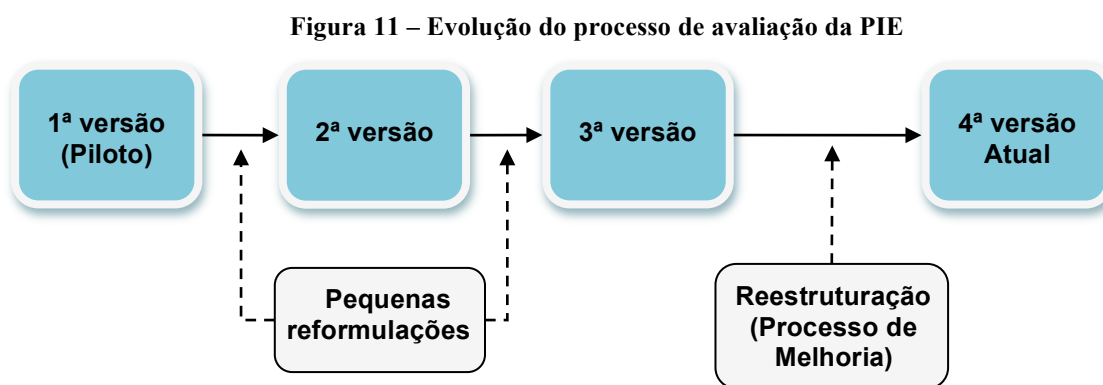 Figura 11 – Evolução do processo de avaliação da PIE
1ª versão
(Piloto)
2ª versão
3ª versão
4ª versão
Atual
Pequenas
reformulações
Reestruturação
(Processo de
Melhoria)